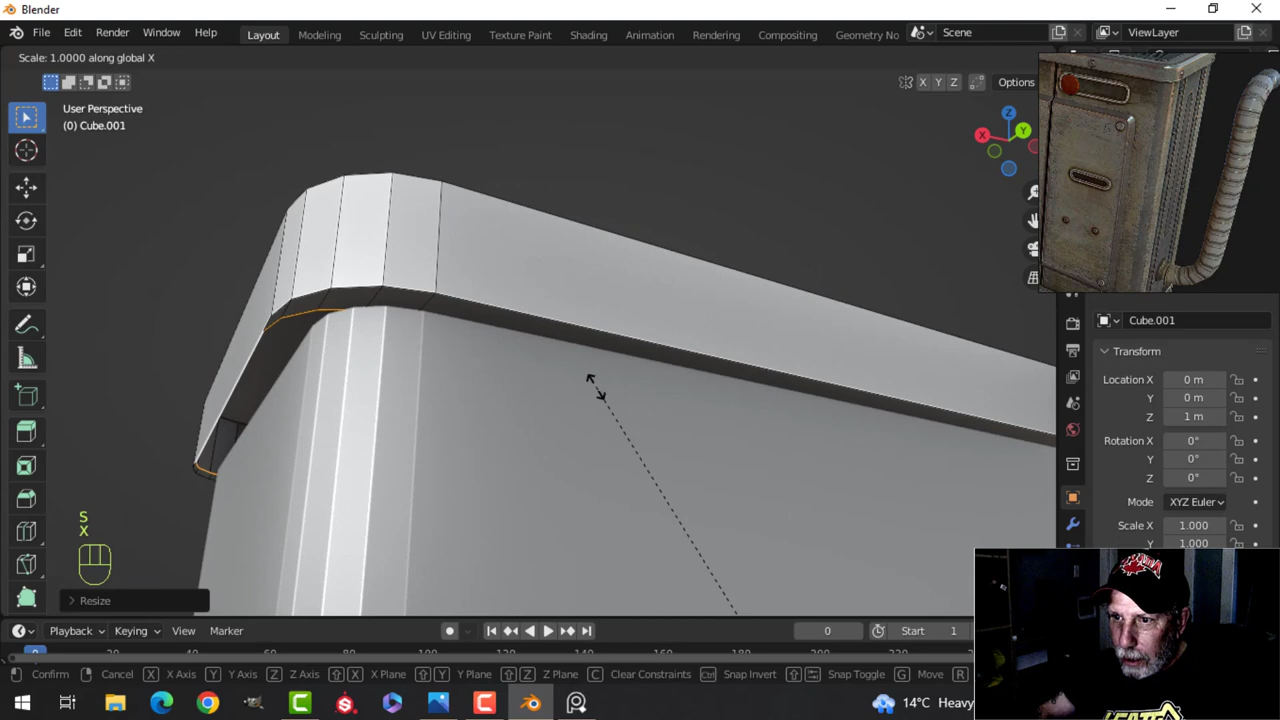 Blender
File Edit Render Window Help
Layout Modeling Sculpting UV Editing Texture Paint Shading Animation Rendering Compositing Geometry No
Scene
ViewLayer
Scale: 1.0000 along global X
X Y Z Options
User Perspective
(0) Cube.001
Z
X
Y
Cube.001
Transform
Location X 0 m
Y 0 m
Z 1 m
Rotation X 0°
Y 0°
Z 0°
Mode XYZ Euler
Scale X 1.000
Y 1.000
S
X
Resize
Playback Keying View Marker
0
Start 1
Confirm Cancel X X Axis Y Y Axis Z Z Axis X X Plane Y Y Plane Z Z Plane C Clear Constraints Ctrl Snap Invert Snap Toggle G Move R
14°C Heavy